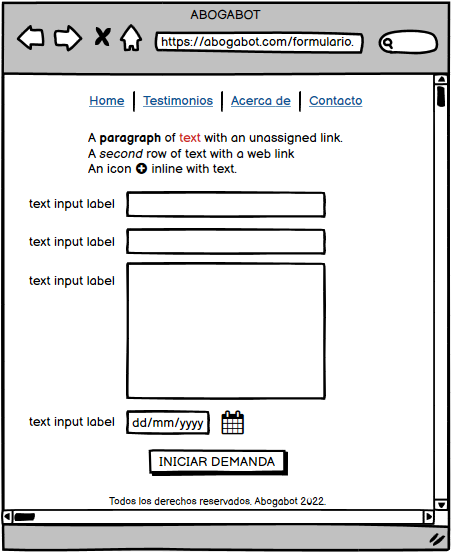 ABOGABOT
https://abogabot.com/formulario.
Home | Testimonios | Acerca de | Contacto
A paragraph of text with an unassigned link.
A second row of text with a web link
An icon inline with text.
text input label
text input label
text input label
text input label dd/mm/yyyy
INICIAR DEMANDA
Todos los derechos reservados, Abogabot 2022.